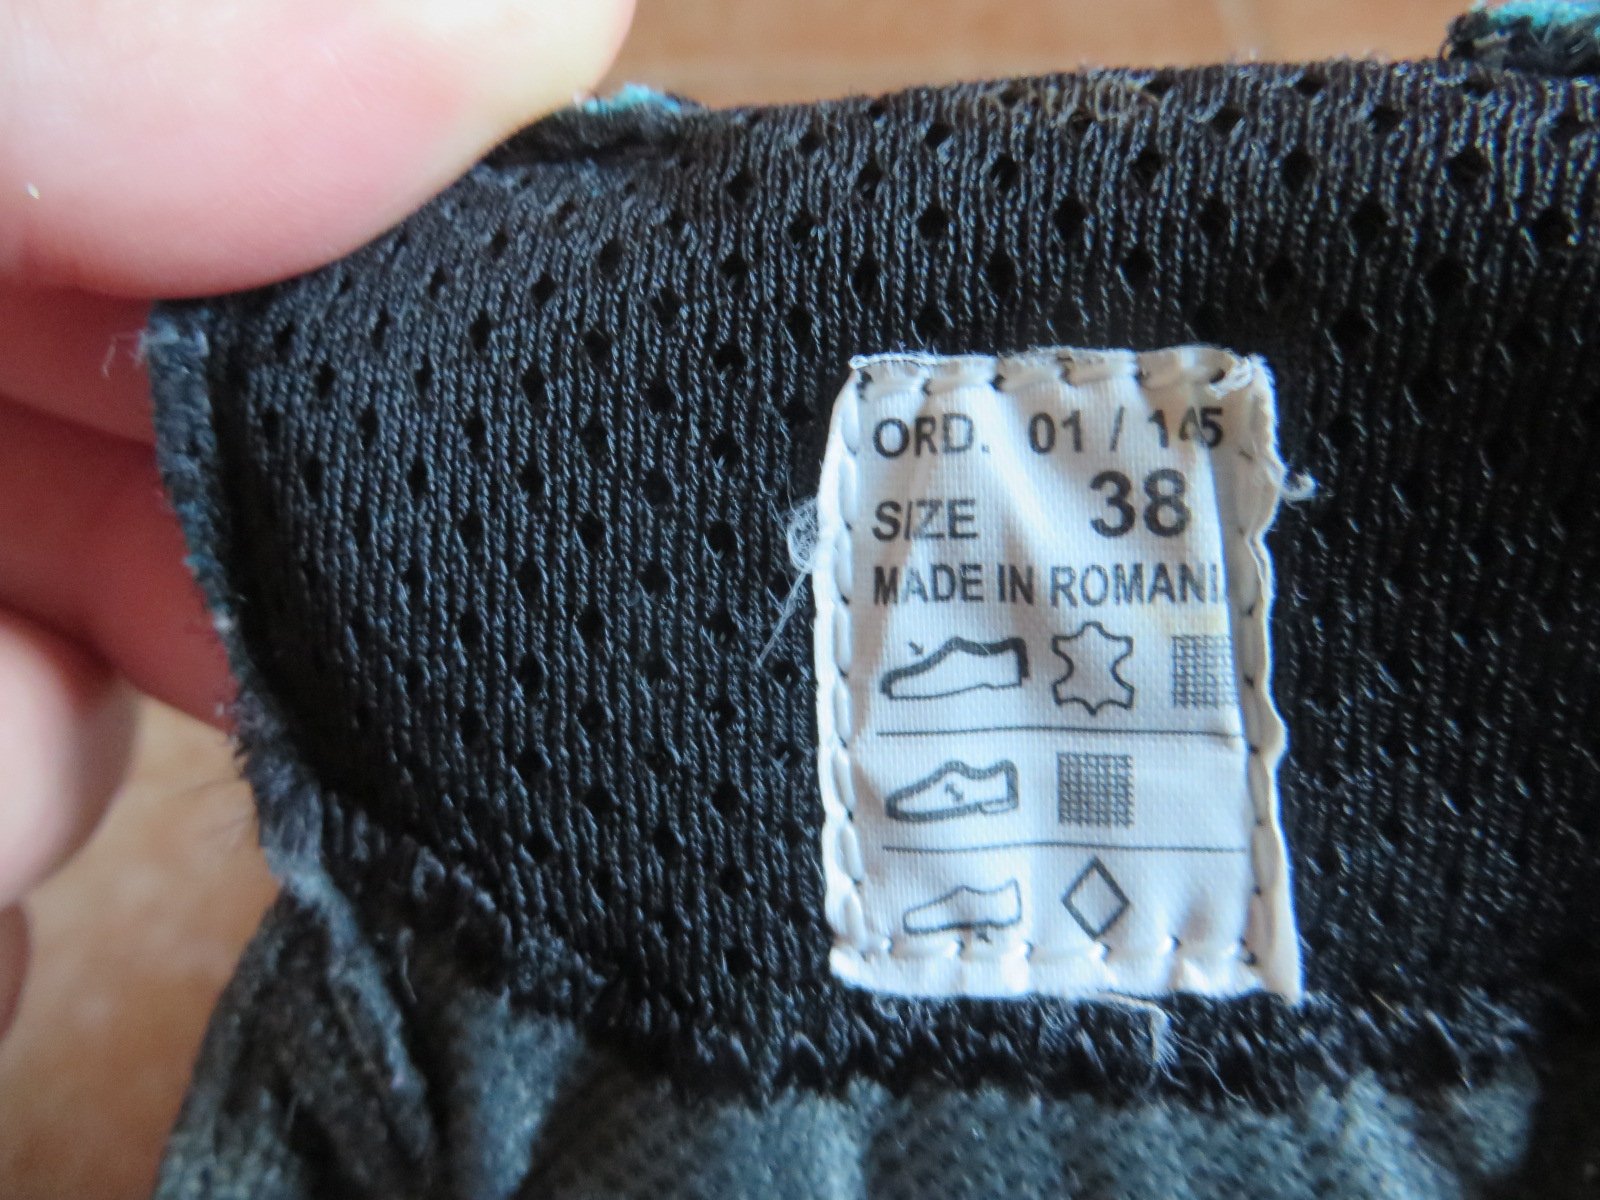 ORD. 01 / 145
SIZE 38
MADE IN ROMANI